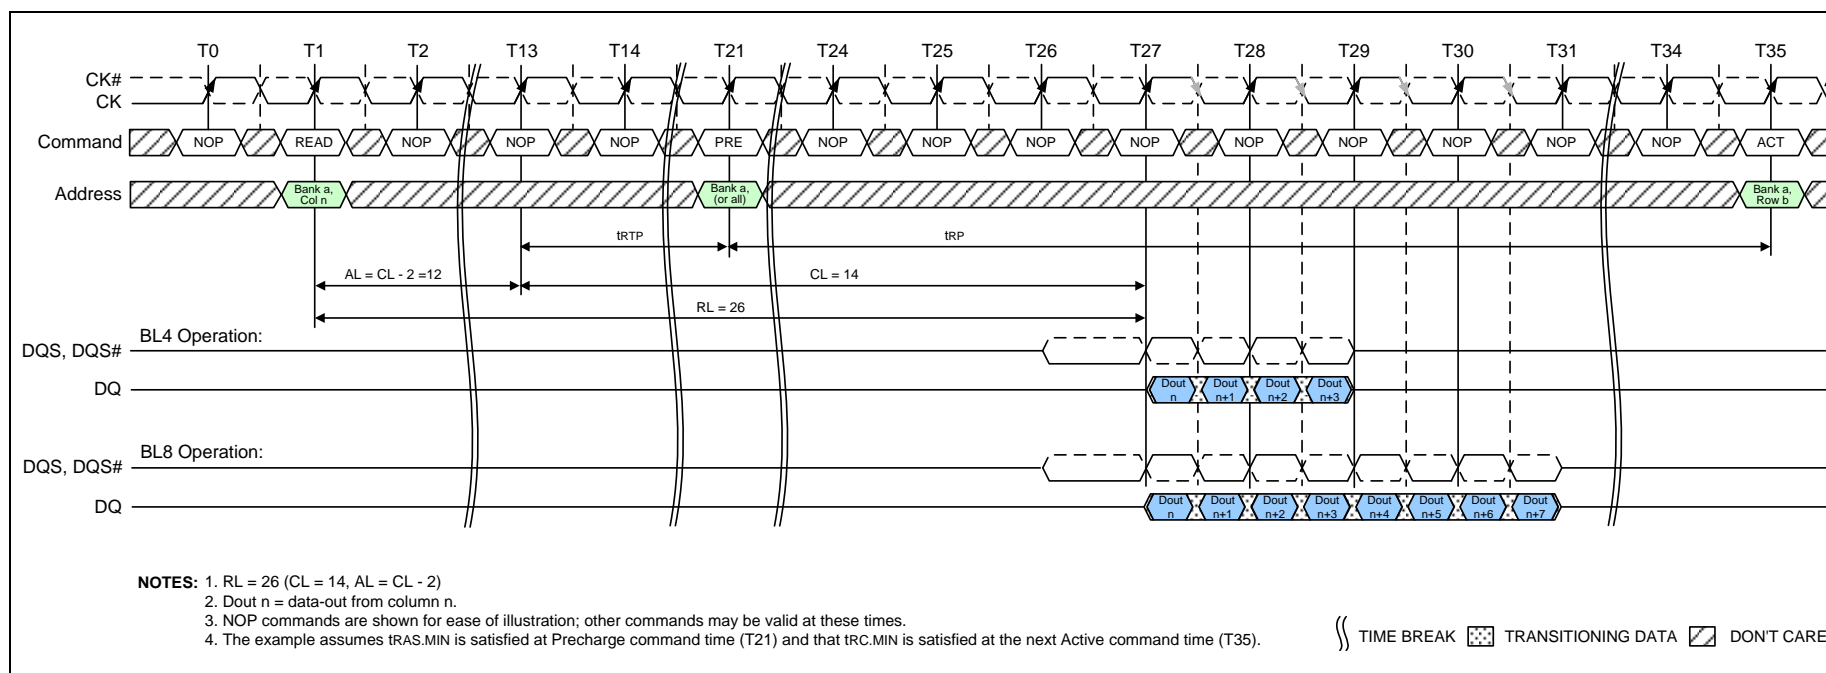 T0 T1 T2 T13 T14 T21 T24 T25 T26 T27 T28 T29 T30 T31 T34 T35
CK#
CK
Command NOP READ NOP NOP NOP PRE NOP NOP NOP NOP NOP NOP NOP NOP NOP ACT
Address Bank a, Bank a, Bank a,
Col n (or all) Row b
tRTP tRP
AL = CL - 2 =12 CL = 14
RL = 26
BL4 Operation:
DQS, DQS#
DQ Dout Dout Dout Dout
n n+1 n+2 n+3
BL8 Operation:
DQS, DQS#
DQ Dout Dout Dout Dout Dout Dout Dout Dout
n n+1 n+2 n+3 n+4 n+5 n+6 n+7
NOTES: 1. RL = 26 (CL = 14, AL = CL - 2)
2. Dout n = data-out from column n.
3. NOP commands are shown for ease of illustration; other commands may be valid at these times.
4. The example assumes tRAS.MIN is satisfied at Precharge command time (T21) and that tRC.MIN is satisfied at the next Active command time (T35).
TIME BREAK TRANSITIONING DATA DON'T CARE